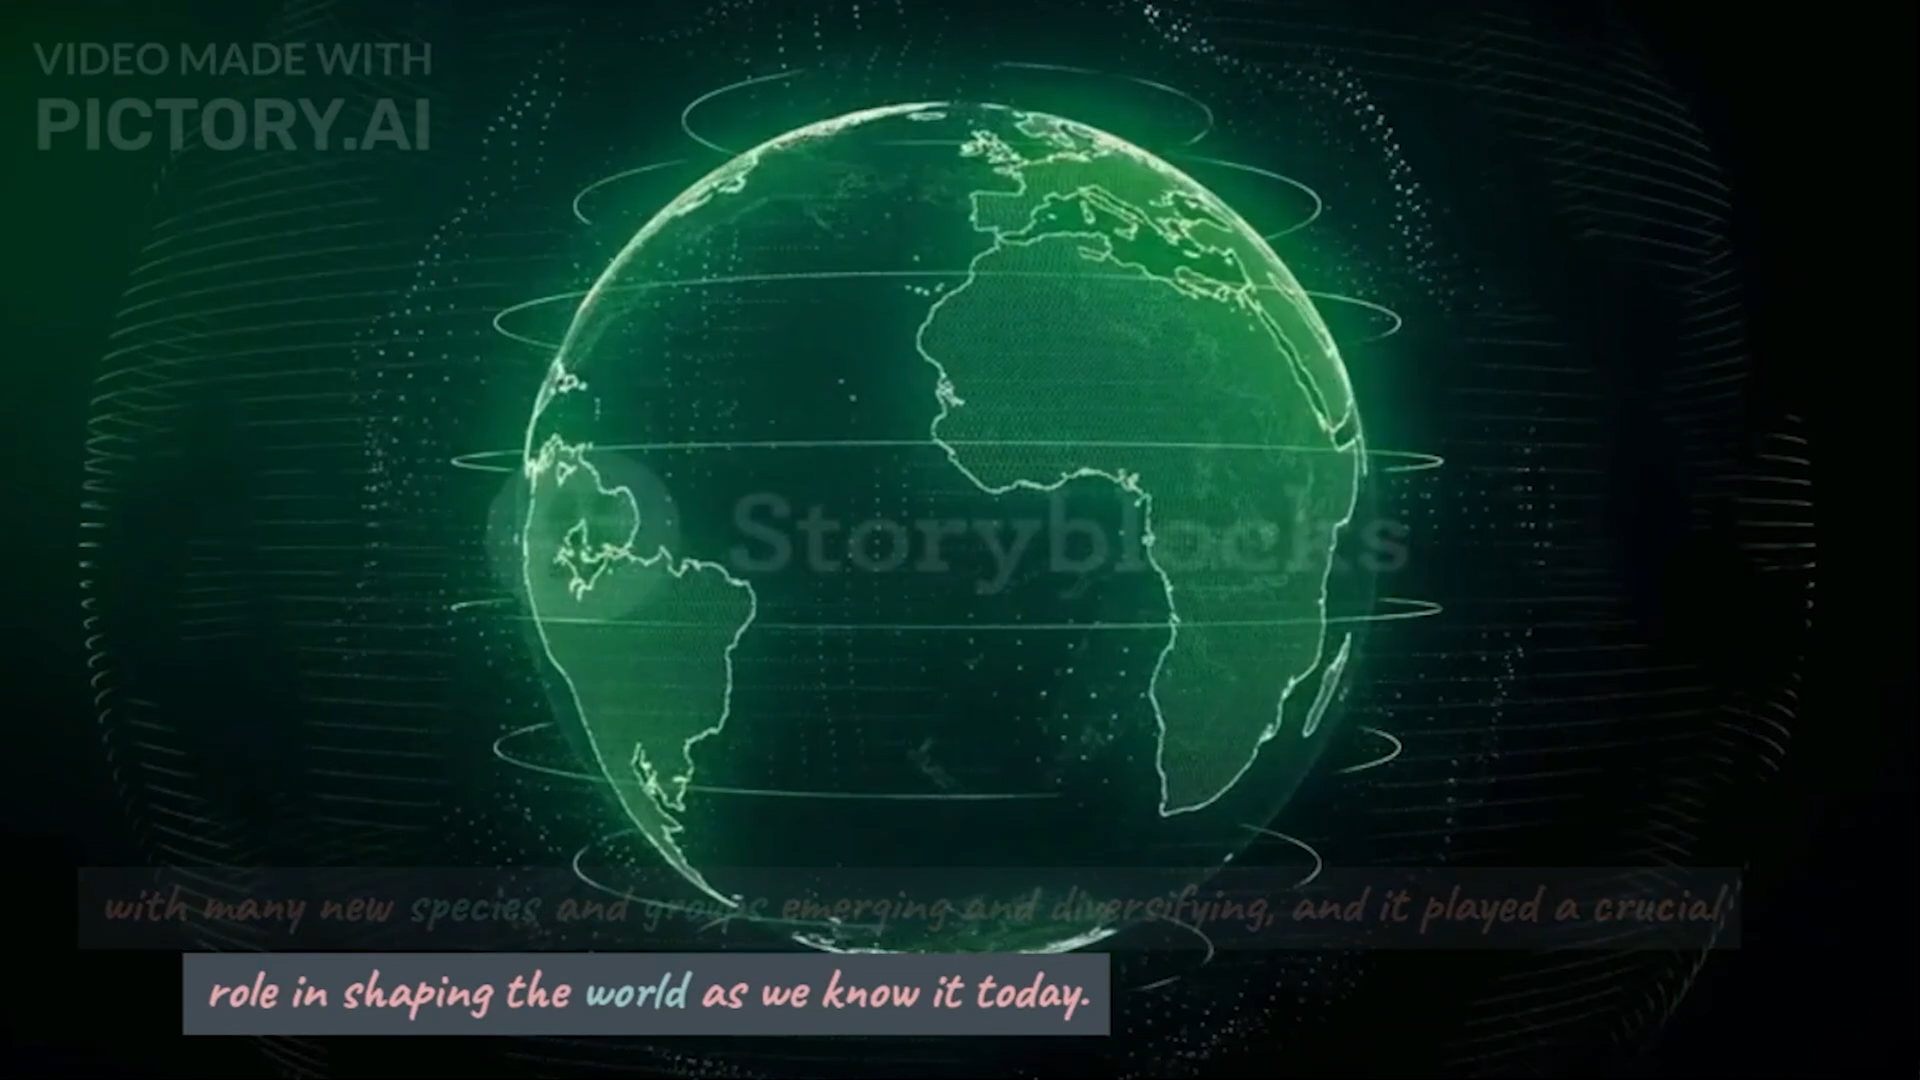 VIDEO MADE WITH
PICTORY.AI
Storyblocks
with many new species and groups emerging and diversifying, and it played a crucial
role in shaping the world as we know it today.